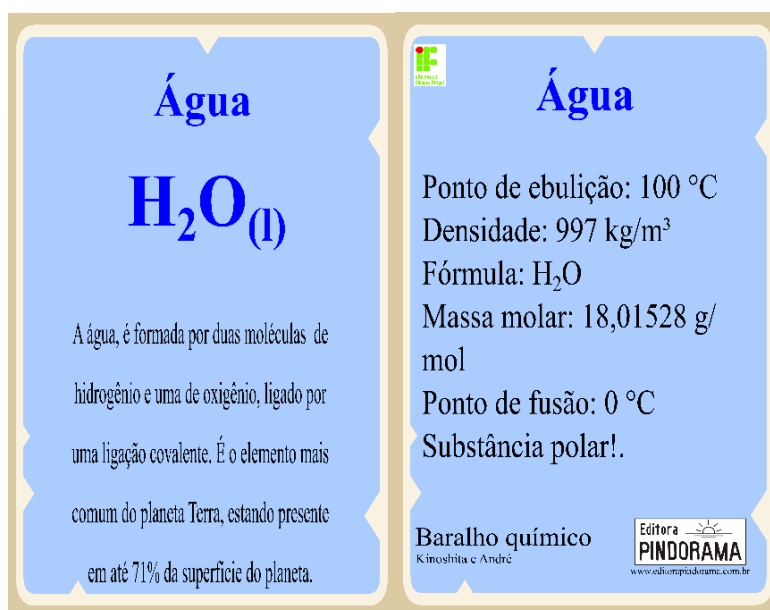 Água
H₂O₍ₗ₎
A água, é formada por duas moléculas de
hidrogênio e uma de oxigênio, ligado por
uma ligação covalente. É o elemento mais
comum do planeta Terra, estando presente
em até 71% da superfície do planeta.
Água
Ponto de ebulição: 100 °C
Densidade: 997 kg/m³
Fórmula: H₂O
Massa molar: 18,01528 g/
mol
Ponto de fusão: 0 °C
Substância polar!.
Baralho químico
Kinoshita e André
Editora
PINDORAMA
www.editorapindorama.com.br